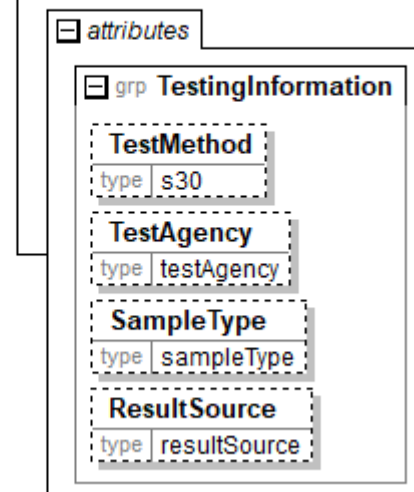 attributes
grp TestingInformation
TestMethod
type s30
TestAgency
type testAgency
SampleType
type sampleType
ResultSource
type resultSource